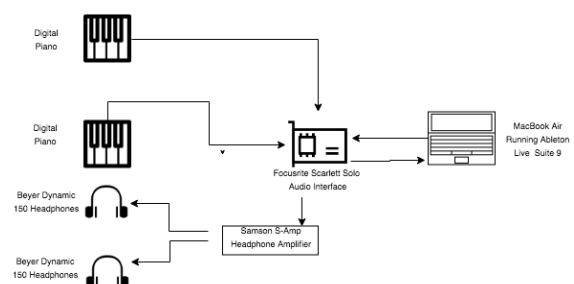 Digital
Piano
Digital
Piano
MacBook Air
Running Ableton
Live Suite 9
Focusrite Scarlett Solo
Audio Interface
Beyer Dynamic
150 Headphones
Samson S-Amp
Headphone Amplifier
Beyer Dynamic
150 Headphones